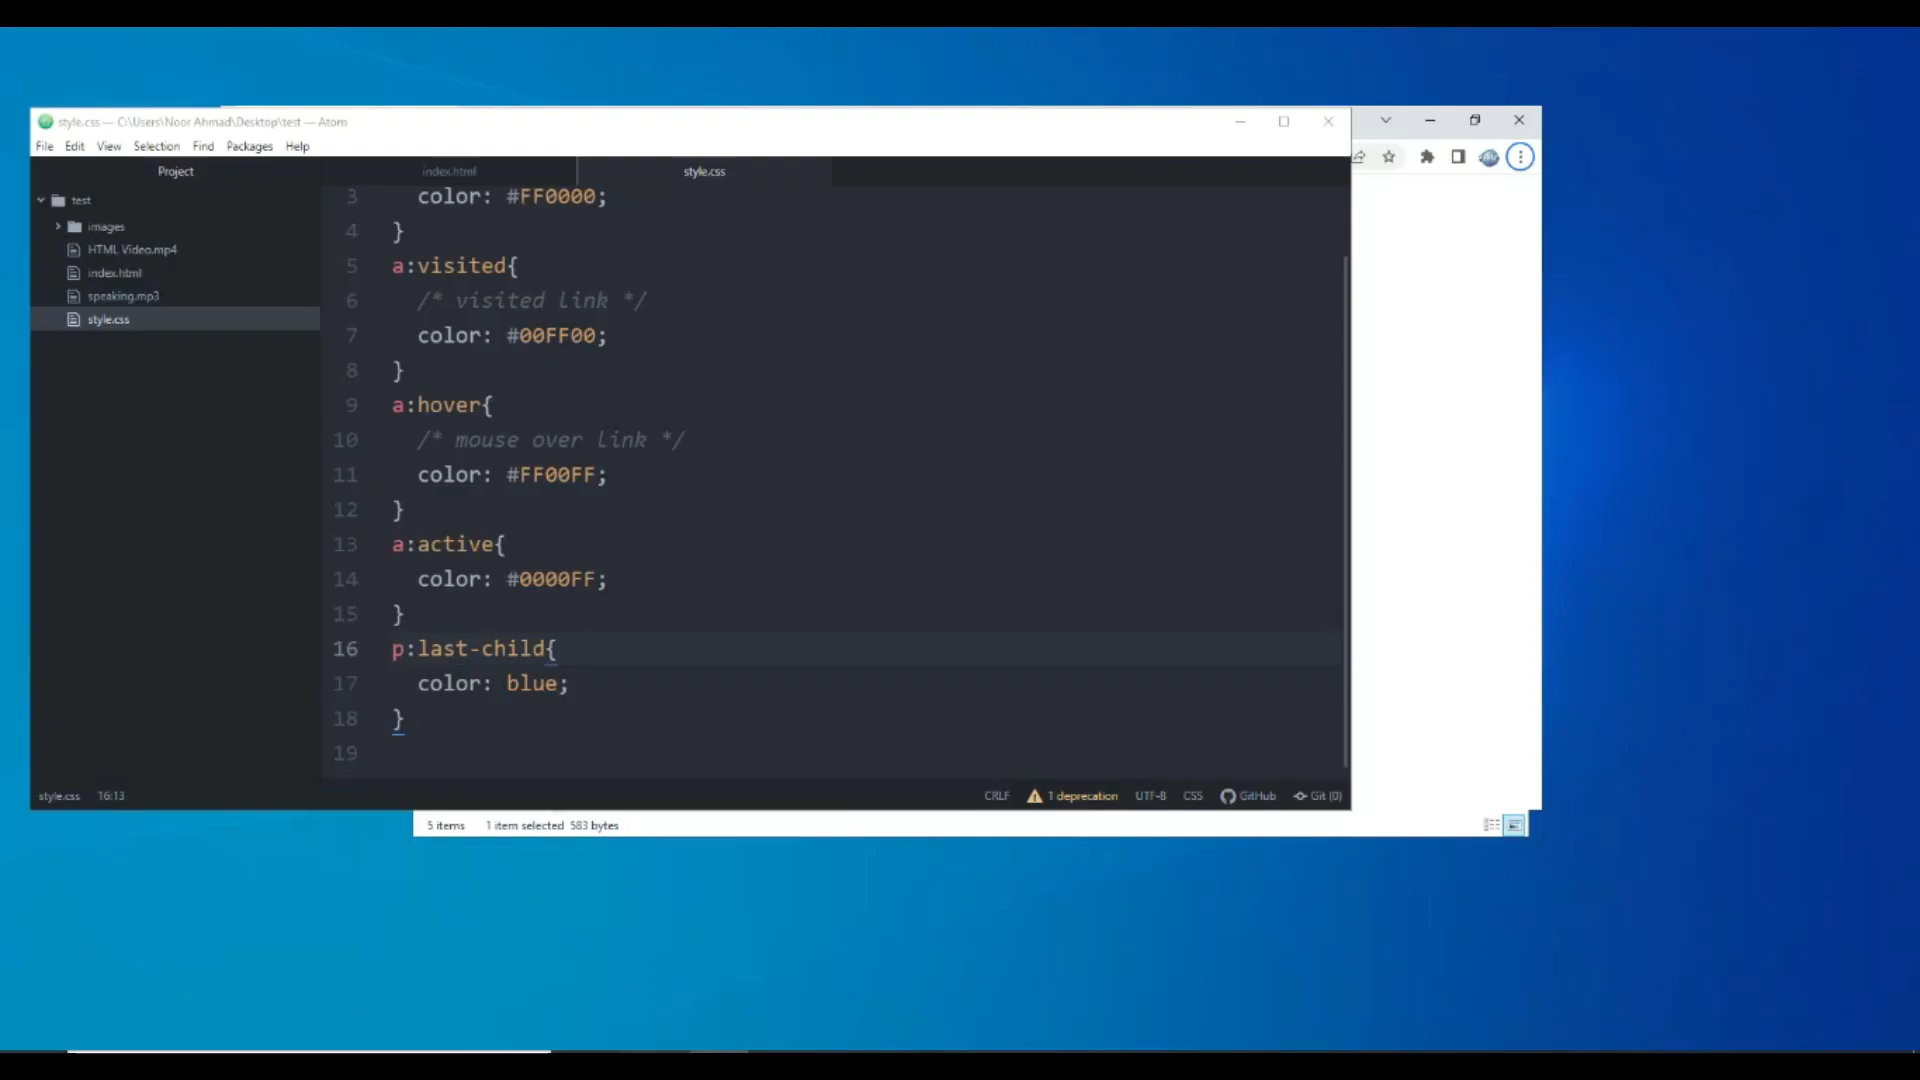 style.css — C:\Users\Noor Ahmad\Desktop\test — Atom
File Edit View Selection Find Packages Help
Project
index.html
style.css
test
images
HTML Video.mp4
index.html
speaking.mp3
style.css
3 color: #FF0000;
4 }
5 a:visited{
6 /* visited link */
7 color: #00FF00;
8 }
9 a:hover{
10 /* mouse over link */
11 color: #FF00FF;
12 }
13 a:active{
14 color: #0000FF;
15 }
16 p:last-child{
17 color: blue;
18 }
19
style.css 16:13
CRLF 1 deprecation UTF-8 CSS GitHub Git (0)
5 items 1 item selected 583 bytes